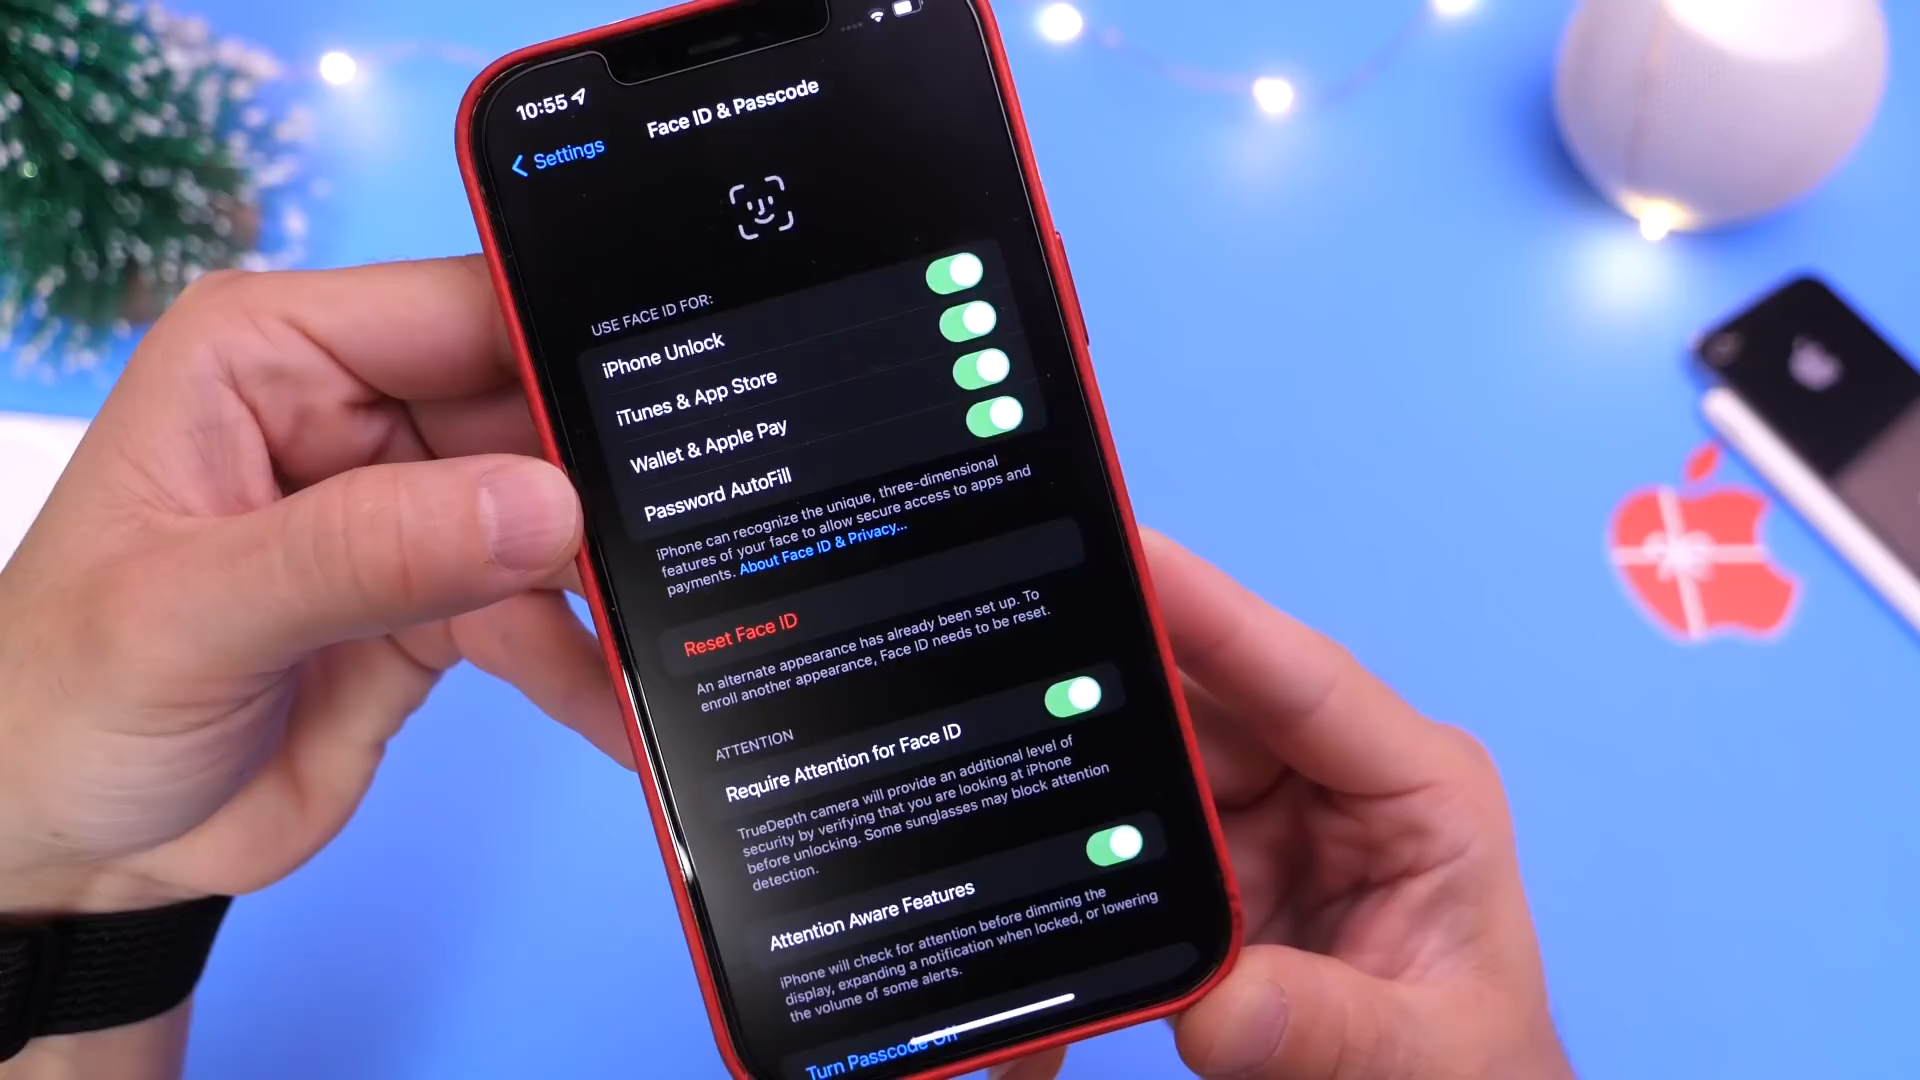 10:55
Settings
Face ID & Passcode
USE FACE ID FOR:
iPhone Unlock
iTunes & App Store
Wallet & Apple Pay
Password AutoFill
iPhone can recognize the unique, three-dimensional
features of your face to allow secure access to apps and
payments. About Face ID & Privacy...
Reset Face ID
An alternate appearance has already been set up. To
enroll another appearance, Face ID needs to be reset.
ATTENTION
Require Attention for Face ID
TrueDepth camera will provide an additional level of
security by verifying that you are looking at iPhone
before unlocking. Some sunglasses may block attention
detection.
Attention Aware Features
iPhone will check for attention before dimming the
display, expanding a notification when locked, or lowering
the volume of some alerts.
Turn Passcode Off